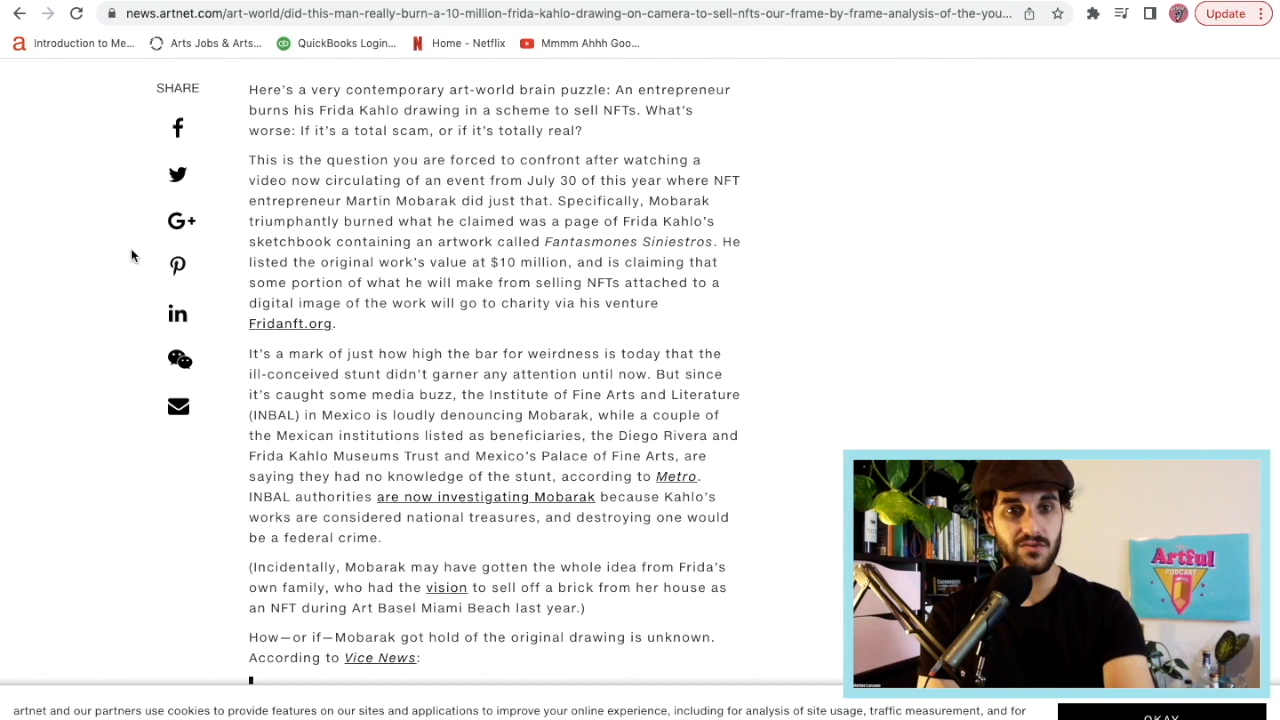 news.artnet.com/art-world/did-this-man-really-burn-a-10-million-frida-kahlo-drawing-on-camera-to-sell-nfts-our-frame-by-frame-analysis-of-the-you...
Update
Introduction to Me...
Arts Jobs & Arts...
QuickBooks Login...
Home - Netflix
Mmmm Ahhh Goo...
SHARE
Here's a very contemporary art-world brain puzzle: An entrepreneur
burns his Frida Kahlo drawing in a scheme to sell NFTs. What's
worse: If it's a total scam, or if it's totally real?
This is the question you are forced to confront after watching a
video now circulating of an event from July 30 of this year where NFT
entrepreneur Martin Mobarak did just that. Specifically, Mobarak
triumphantly burned what he claimed was a page of Frida Kahlo's
sketchbook containing an artwork called Fantasmones Siniestros. He
listed the original work's value at $10 million, and is claiming that
some portion of what he will make from selling NFTs attached to a
digital image of the work will go to charity via his venture
Fridanft.org.
It's a mark of just how high the bar for weirdness is today that the
ill-conceived stunt didn't garner any attention until now. But since
it's caught some media buzz, the Institute of Fine Arts and Literature
(INBAL) in Mexico is loudly denouncing Mobarak, while a couple of
the Mexican institutions listed as beneficiaries, the Diego Rivera and
Frida Kahlo Museums Trust and Mexico's Palace of Fine Arts, are
saying they had no knowledge of the stunt, according to Metro.
INBAL authorities are now investigating Mobarak because Kahlo's
works are considered national treasures, and destroying one would
be a federal crime.
(Incidentally, Mobarak may have gotten the whole idea from Frida's
own family, who had the vision to sell off a brick from her house as
an NFT during Art Basel Miami Beach last year.)
How—or if—Mobarak got hold of the original drawing is unknown.
According to Vice News:
Artful
PODCAST
artnet and our partners use cookies to provide features on our sites and applications to improve your online experience, including for analysis of site usage, traffic measurement, and for
OKAY